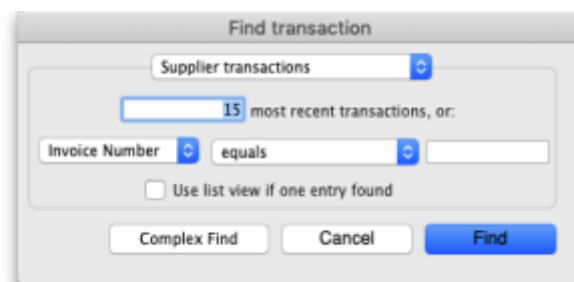 Find transaction
Supplier transactions
15 most recent transactions, or:
Invoice Number equals
Use list view if one entry found
Complex Find Cancel Find